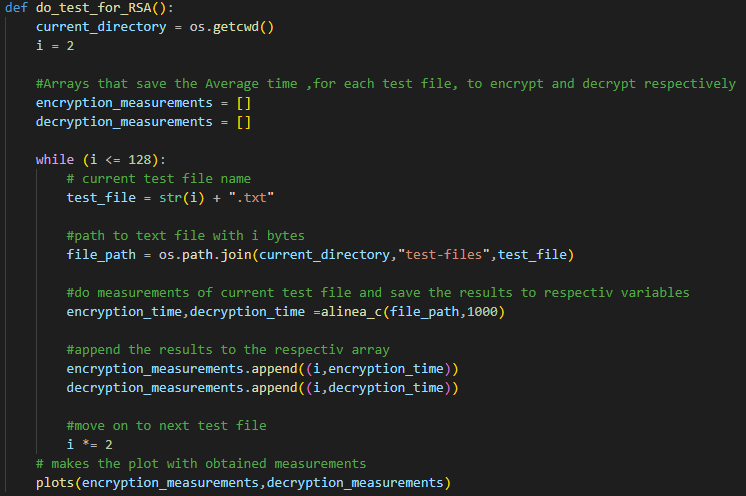 def do_test_for_RSA():
    current_directory = os.getcwd()
    i = 2

    #Arrays that save the Average time ,for each test file, to encrypt and decrypt respectively
    encryption_measurements = []
    decryption_measurements = []

    while (i <= 128):
        # current test file name
        test_file = str(i) + ".txt"

        #path to text file with i bytes
        file_path = os.path.join(current_directory,"test-files",test_file)

        #do measurements of current test file and save the results to respectiv variables
        encryption_time,decryption_time =alinea_c(file_path,1000)

        #append the results to the respectiv array
        encryption_measurements.append((i,encryption_time))
        decryption_measurements.append((i,decryption_time))

        #move on to next test file
        i *= 2
    # makes the plot with obtained measurements
    plots(encryption_measurements,decryption_measurements)